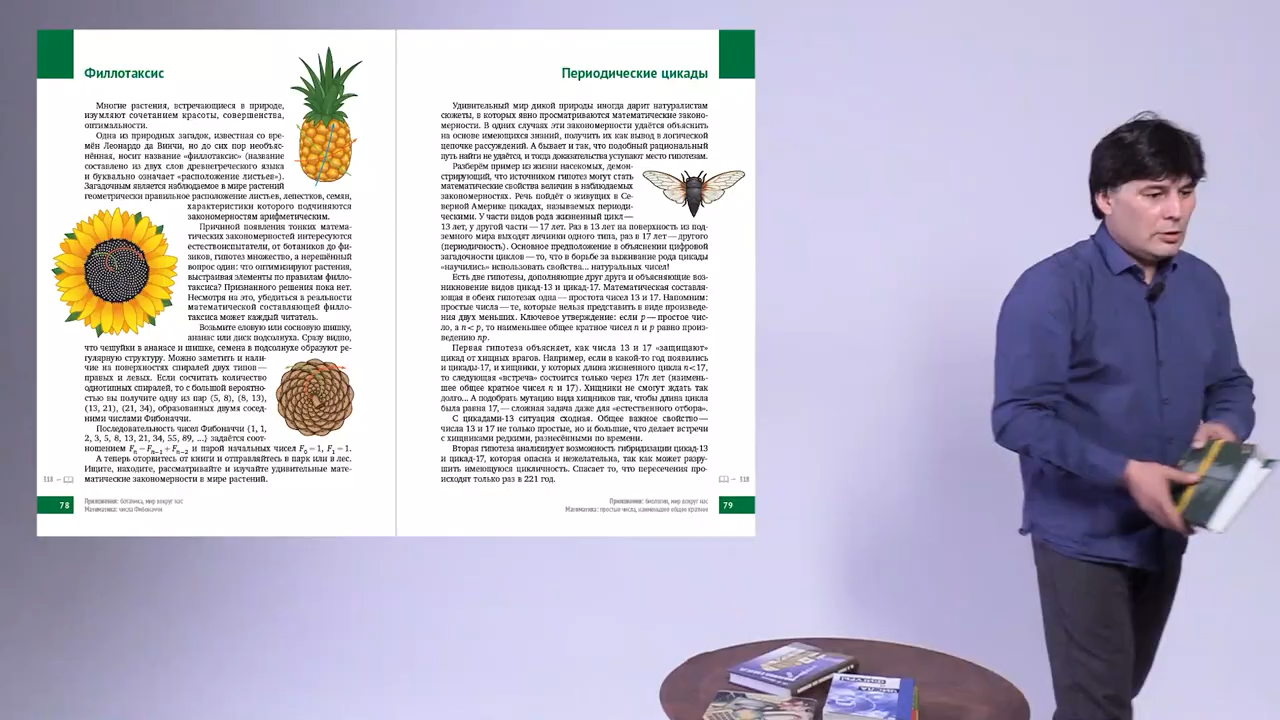 Филлотаксис
Многие растения, встречающиеся в природе,
изумляют сочетанием красоты, совершенства,
оптимальности.
Одна из природных загадок, известная со вре-
мён Леонардо да Винчи, но до сих пор необъяс-
нённая, носит название «филлотаксис» (название
составлено из двух слов древнегреческого языка
и буквально означает «расположение листьев»).
Загадочным является наблюдаемое в мире растений
геометрически правильное расположение листьев, лепестков, семян,
характеристики которого подчиняются
закономерностям арифметическим.
Причиной появления тонких матема-
тических закономерностей интересуются
естествоиспытатели, от ботаников до фи-
зиков, гипотез множество, а нерешённый
вопрос один: что оптимизируют растения,
выстраивая элементы по правилам филло-
таксиса? Признанного решения пока нет.
Несмотря на это, убедиться в реальности
математической составляющей филло-
таксиса может каждый читатель.
Возьмите еловую или сосновую шишку,
ананас или диск подсолнуха. Сразу видно,
что чешуйки в ананасе и шишке, семена в подсолнухе образуют ре-
гулярную структуру. Можно заметить и нали-
чие на поверхностях спиралей двух типов —
правых и левых. Если сосчитать количество
однотипных спиралей, то с большой вероятно-
стью вы получите одну из пар (5, 8), (8, 13),
(13, 21), (21, 34), образованных двумя сосед-
ними числами Фибоначчи.
Последовательность чисел Фибоначчи {1, 1,
2, 3, 5, 8, 13, 21, 34, 55, 89, ...} задаётся соот-
ношением Fn = Fn−1 + Fn−2 и парой начальных чисел F0 = 1, F1 = 1.
А теперь оторвитесь от книги и отправляйтесь в парк или в лес.
Ищите, находите, рассматривайте и изучайте удивительные мате-
матические закономерности в мире растений.
318 →
78
Приложения: ботаника, мир вокруг нас
Математика: числа Фибоначчи
Периодические цикады
Удивительный мир дикой природы иногда дарит натуралистам
сюжеты, в которых явно просматриваются математические законо-
мерности. В одних случаях эти закономерности удаётся объяснить
на основе имеющихся знаний, получить их как вывод в логической
цепочке рассуждений. А бывает и так, что подобный рациональный
путь найти не удаётся, и тогда доказательства уступают место гипотезам.
Разберём пример из жизни насекомых, демон-
стрирующий, что источником гипотез могут стать
математические свойства величин в наблюдаемых
закономерностях. Речь пойдёт о живущих в Се-
верной Америке цикадах, называемых периоди-
ческими. У части видов рода жизненный цикл —
13 лет, у другой части — 17 лет. Раз в 13 лет на поверхность из под-
земного мира выходят личинки одного типа, раз в 17 лет — другого
(периодичность). Основное предположение в объяснении цифровой
загадочности циклов — то, что в борьбе за выживание рода цикады
«научились» использовать свойства... натуральных чисел!
Есть две гипотезы, дополняющие друг друга и объясняющие воз-
никновение видов цикад-13 и цикад-17. Математическая составля-
ющая в обеих гипотезах одна — простота чисел 13 и 17. Напомним:
простые числа — те, которые нельзя представить в виде произведе-
ния двух меньших. Ключевое утверждение: если p — простое чис-
ло, а n < p, то наименьшее общее кратное чисел n и p равно произ-
ведению np.
Первая гипотеза объясняет, как числа 13 и 17 «защищают»
цикад от хищных врагов. Например, если в какой-то год появились
и цикады-17, и хищники, у которых длина жизненного цикла n<17,
то следующая «встреча» состоится только через 17n лет (наимень-
шее общее кратное чисел n и 17). Хищники не смогут ждать так
долго... А подобрать мутацию вида хищников так, чтобы длина цикла
была равна 17, — сложная задача даже для «естественного отбора».
С цикадами-13 ситуация сходная. Общее важное свойство —
числа 13 и 17 не только простые, но и большие, что делает встречи
с хищниками редкими, разнесёнными по времени.
Вторая гипотеза анализирует возможность гибридизации цикад-13
и цикад-17, которая опасна и нежелательна, так как может разру-
шить имеющуюся цикличность. Спасает то, что пересечения про-
исходят только раз в 221 год.
→ 318
Приложения: биология, мир вокруг нас
Математика: простые числа, наименьшее общее кратное
79